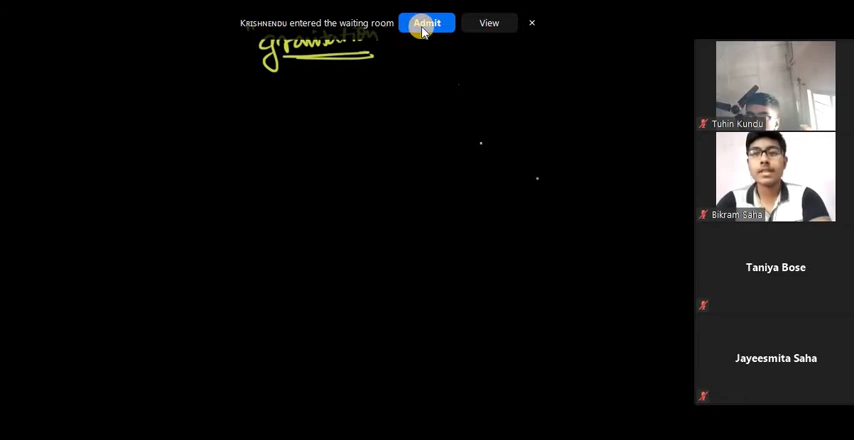 KRISHNENDU entered the waiting room Admit View ×
Tuhin Kundu
Bikram Saha
Taniya Bose
Jayeesmita Saha